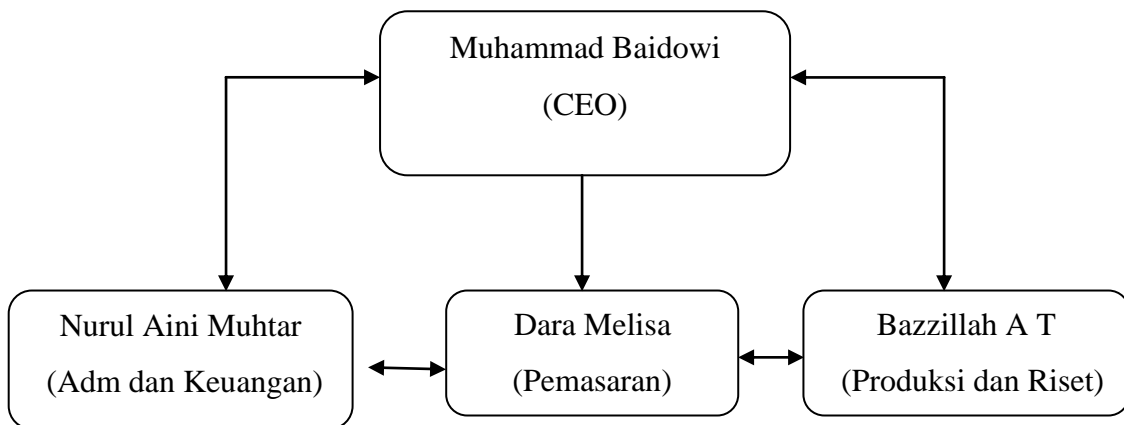 Muhammad Baidowi
(CEO)
Nurul Aini Muhtar
(Adm dan Keuangan)
Dara Melisa
(Pemasaran)
Bazzillah A T
(Produksi dan Riset)